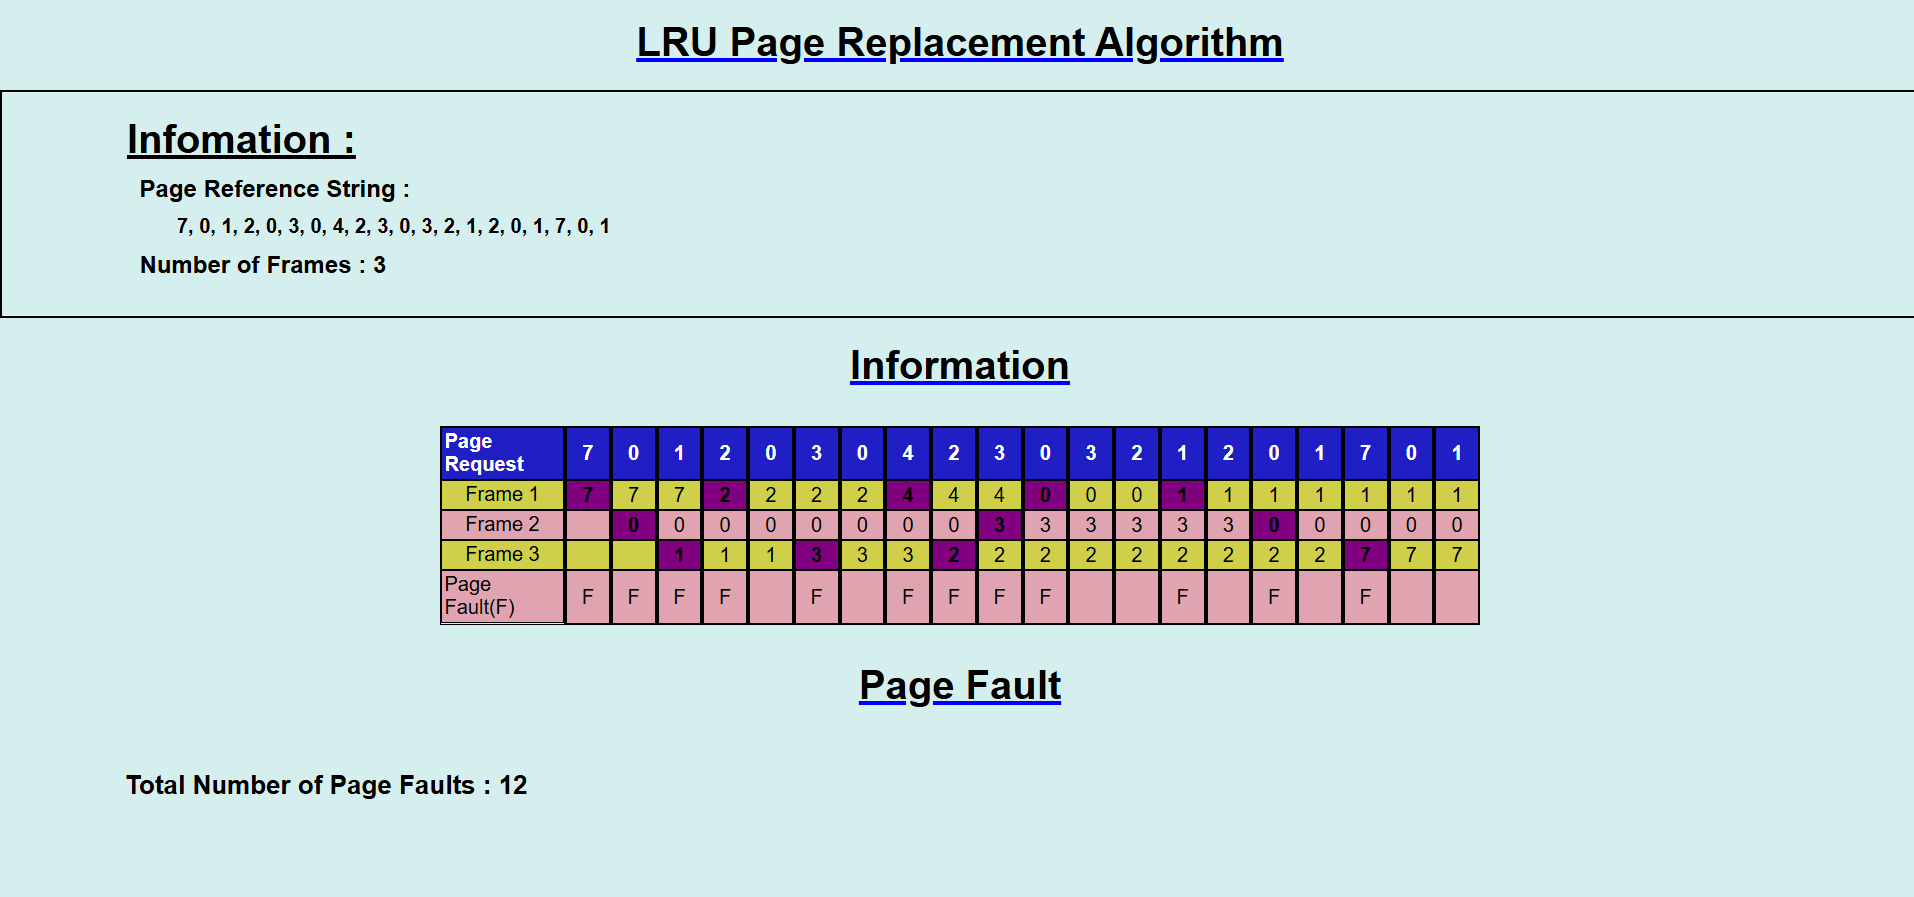 LRU Page Replacement Algorithm
Infomation :
Page Reference String :
7, 0, 1, 2, 0, 3, 0, 4, 2, 3, 0, 3, 2, 1, 2, 0, 1, 7, 0, 1
Number of Frames : 3
Information
Page Request 7 0 1 2 0 3 0 4 2 3 0 3 2 1 2 0 1 7 0 1
Frame 1 7 7 7 2 2 2 2 4 4 4 0 0 0 1 1 1 1 1 1 1
Frame 2 0 0 0 0 0 0 0 0 3 3 3 3 3 3 0 0 0 0 0
Frame 3 1 1 1 3 3 3 2 2 2 2 2 2 2 2 2 7 7 7
Page Fault(F) F F F F F F F F F F F F
Page Fault
Total Number of Page Faults : 12